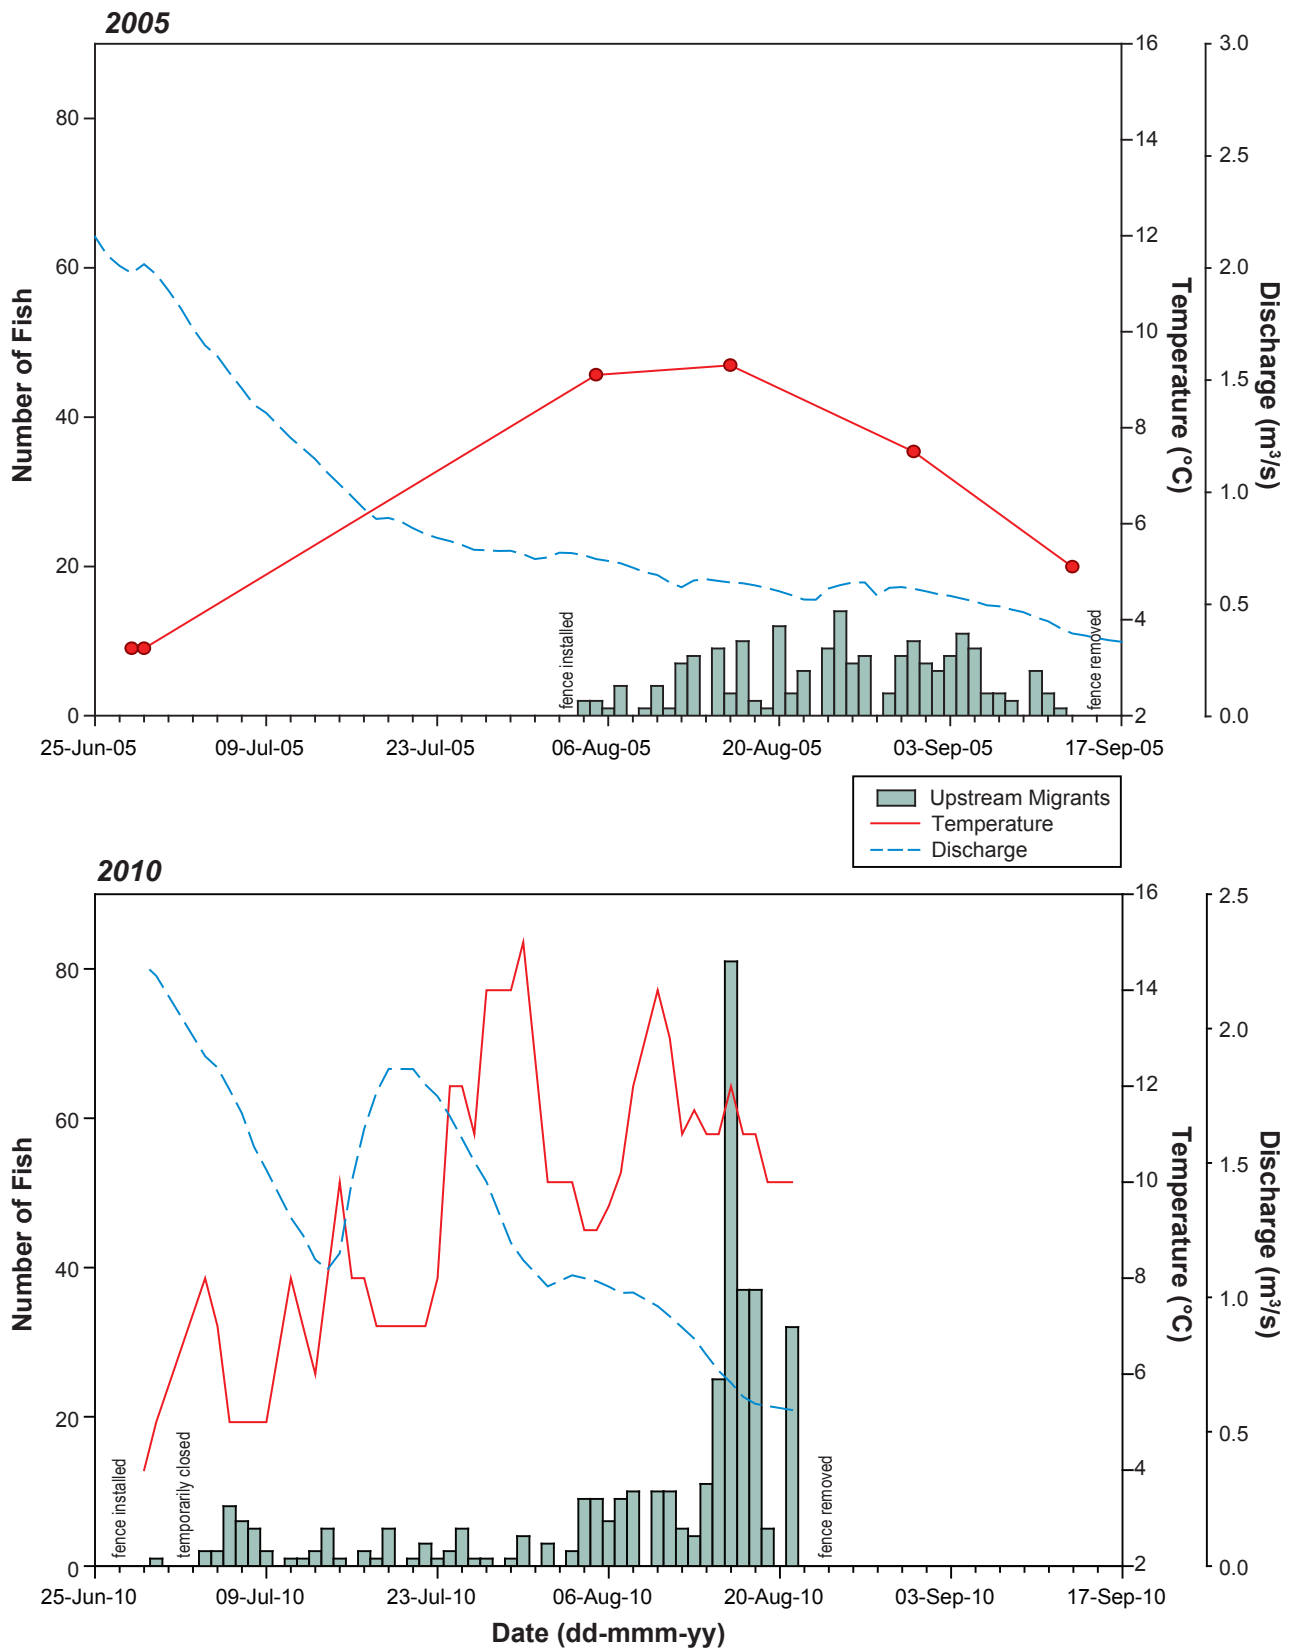 2005
80
60
40
20
0
Number of Fish
16
14
12
10
8
6
4
2
Temperature (°C)
3.0
2.5
2.0
1.5
1.0
0.5
0.0
Discharge (m³/s)
fence installed
fence removed
25-Jun-05 09-Jul-05 23-Jul-05 06-Aug-05 20-Aug-05 03-Sep-05 17-Sep-05
Upstream Migrants
Temperature
Discharge
2010
80
60
40
20
0
Number of Fish
16
14
12
10
8
6
4
2
Temperature (°C)
2.5
2.0
1.5
1.0
0.5
0.0
Discharge (m³/s)
fence installed
temporarily closed
fence removed
25-Jun-10 09-Jul-10 23-Jul-10 06-Aug-10 20-Aug-10 03-Sep-10 17-Sep-10
Date (dd-mmm-yy)